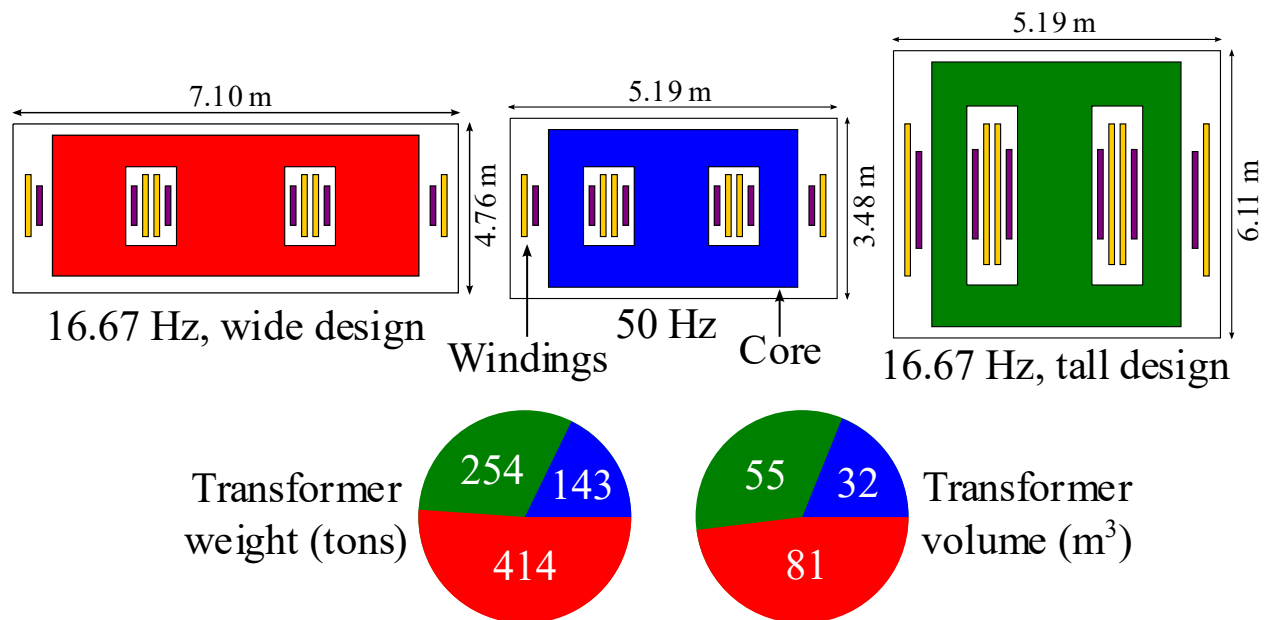 7.10 m
4.76 m
16.67 Hz, wide design
5.19 m
3.48 m
50 Hz
Windings
Core
5.19 m
6.11 m
16.67 Hz, tall design
Transformer
weight (tons)
254
143
414
55
32
81
Transformer
volume (m³)